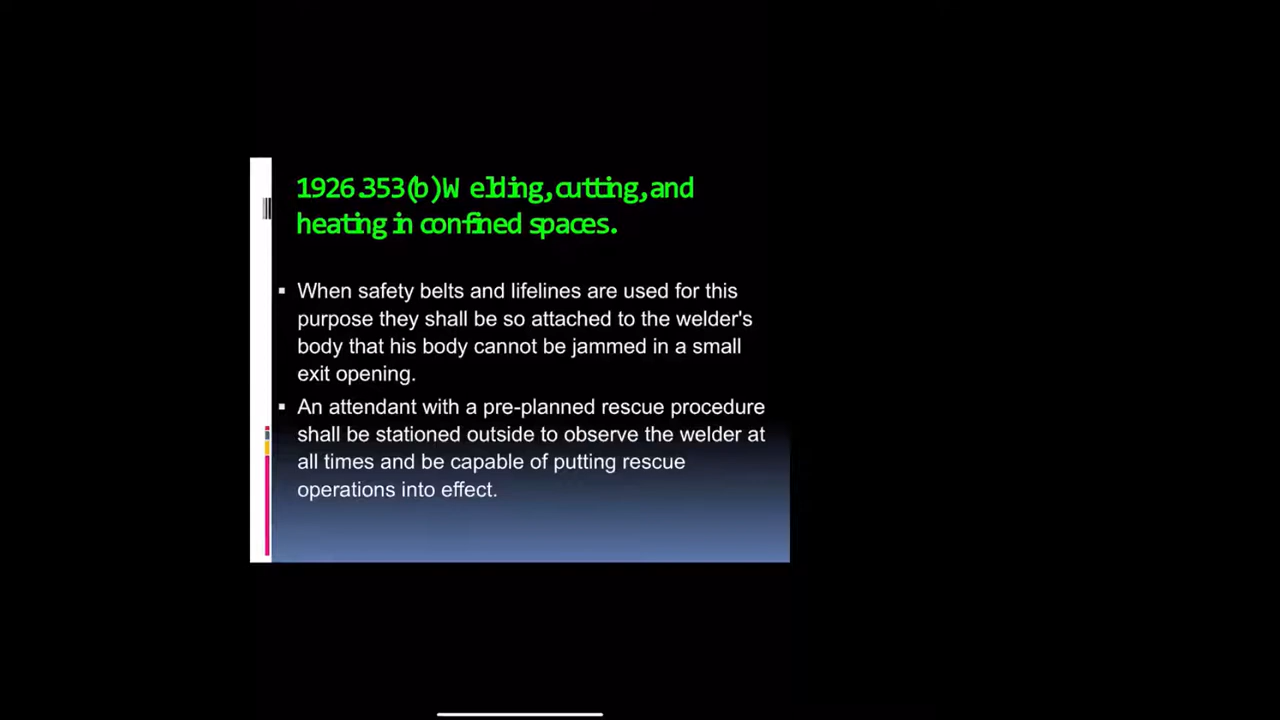 1926.353(b) Welding, cutting, and
heating in confined spaces.
▪ When safety belts and lifelines are used for this
purpose they shall be so attached to the welder's
body that his body cannot be jammed in a small
exit opening.
▪ An attendant with a pre-planned rescue procedure
shall be stationed outside to observe the welder at
all times and be capable of putting rescue
operations into effect.